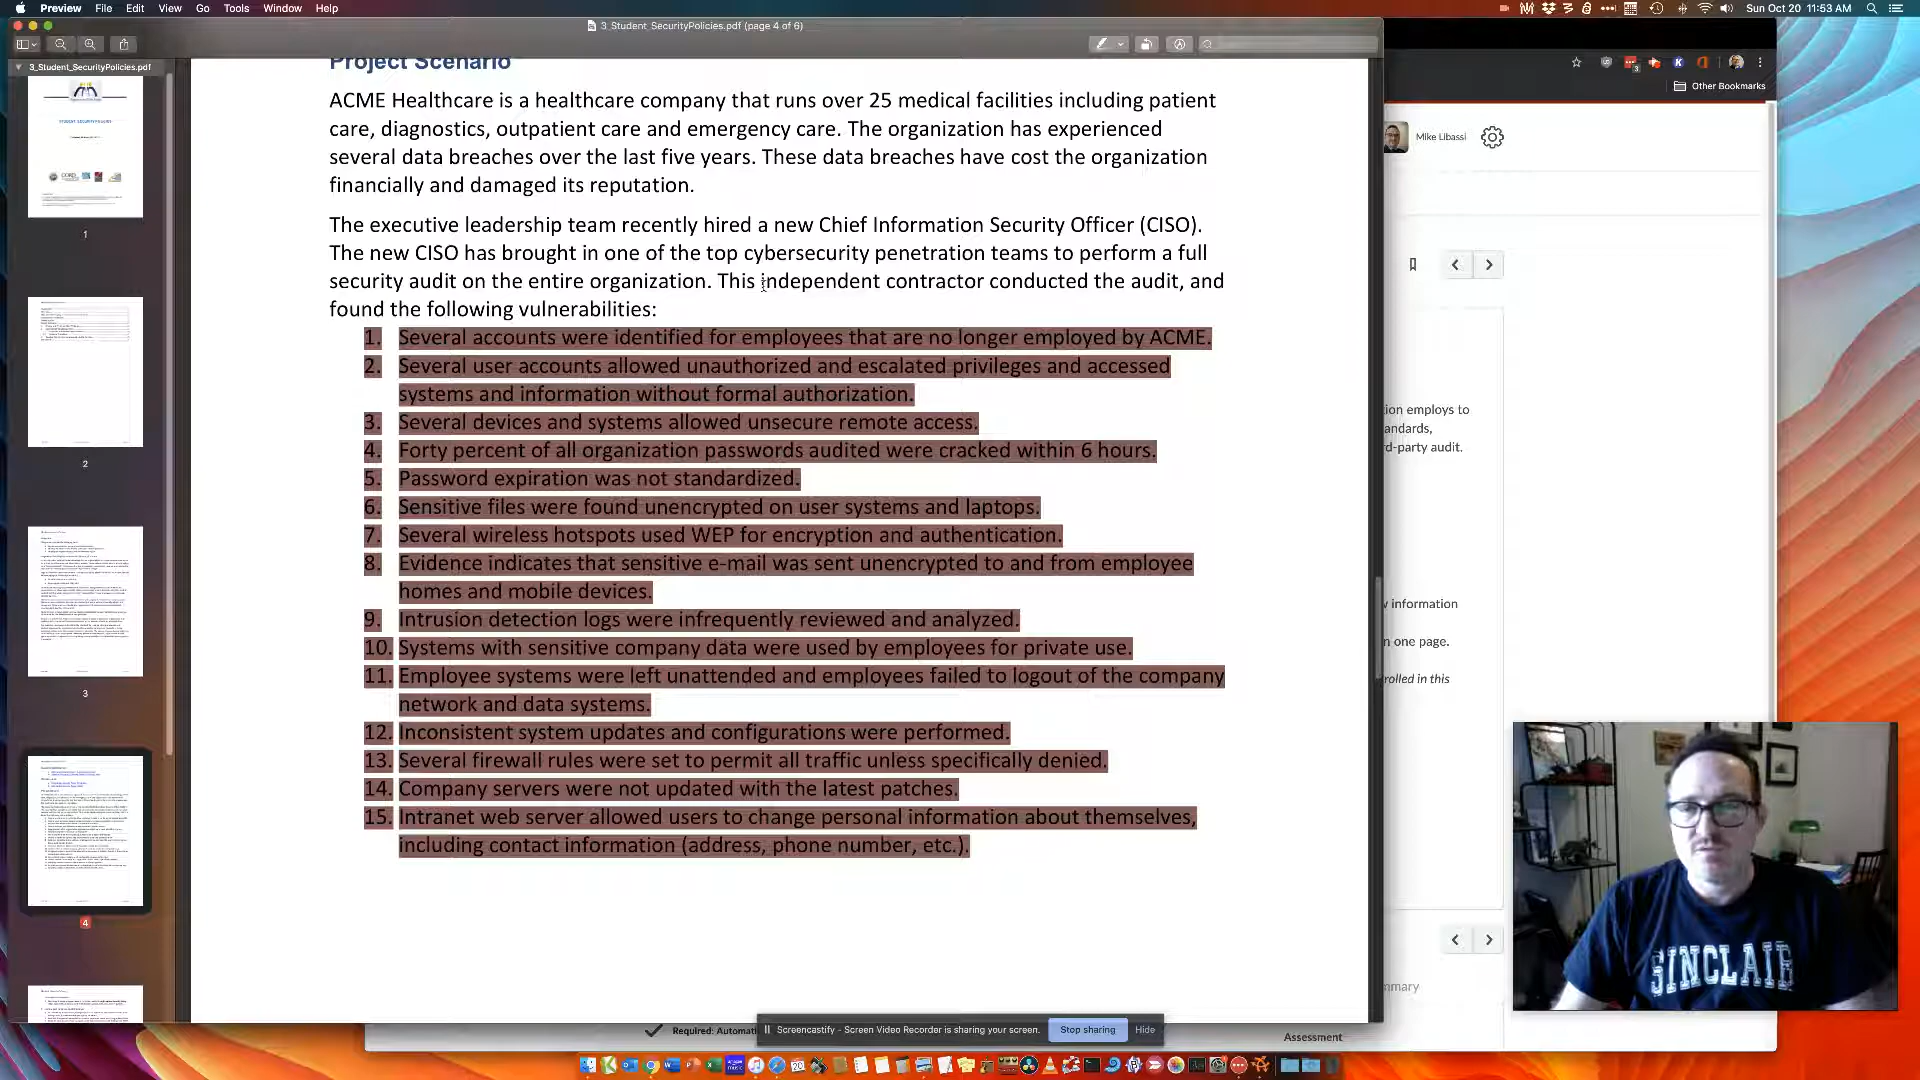 Preview File Edit View Go Tools Window Help
Sun Oct 20 11:53 AM
3_Student_SecurityPolicies.pdf (page 4 of 6)
3_Student_SecurityPolicies.pdf
Other Bookmarks
Mike Libassi
Project Scenario
ACME Healthcare is a healthcare company that runs over 25 medical facilities including patient
care, diagnostics, outpatient care and emergency care. The organization has experienced
several data breaches over the last five years. These data breaches have cost the organization
financially and damaged its reputation.
The executive leadership team recently hired a new Chief Information Security Officer (CISO).
The new CISO has brought in one of the top cybersecurity penetration teams to perform a full
security audit on the entire organization. This independent contractor conducted the audit, and
found the following vulnerabilities:
1. Several accounts were identified for employees that are no longer employed by ACME.
2. Several user accounts allowed unauthorized and escalated privileges and accessed
systems and information without formal authorization.
3. Several devices and systems allowed unsecure remote access.
4. Forty percent of all organization passwords audited were cracked within 6 hours.
5. Password expiration was not standardized.
6. Sensitive files were found unencrypted on user systems and laptops.
7. Several wireless hotspots used WEP for encryption and authentication.
8. Evidence indicates that sensitive e-mail was sent unencrypted to and from employee
homes and mobile devices.
9. Intrusion detection logs were infrequently reviewed and analyzed.
10. Systems with sensitive company data were used by employees for private use.
11. Employee systems were left unattended and employees failed to logout of the company
network and data systems.
12. Inconsistent system updates and configurations were performed.
13. Several firewall rules were set to permit all traffic unless specifically denied.
14. Company servers were not updated with the latest patches.
15. Intranet web server allowed users to change personal information about themselves,
including contact information (address, phone number, etc.).
1
2
3
4
ion employs to
andards,
rd-party audit.
information
n one page.
rolled in this
mmary
SINCLAIR
Required: Automati
Screencastify - Screen Video Recorder is sharing your screen. Stop sharing Hide
Assessment